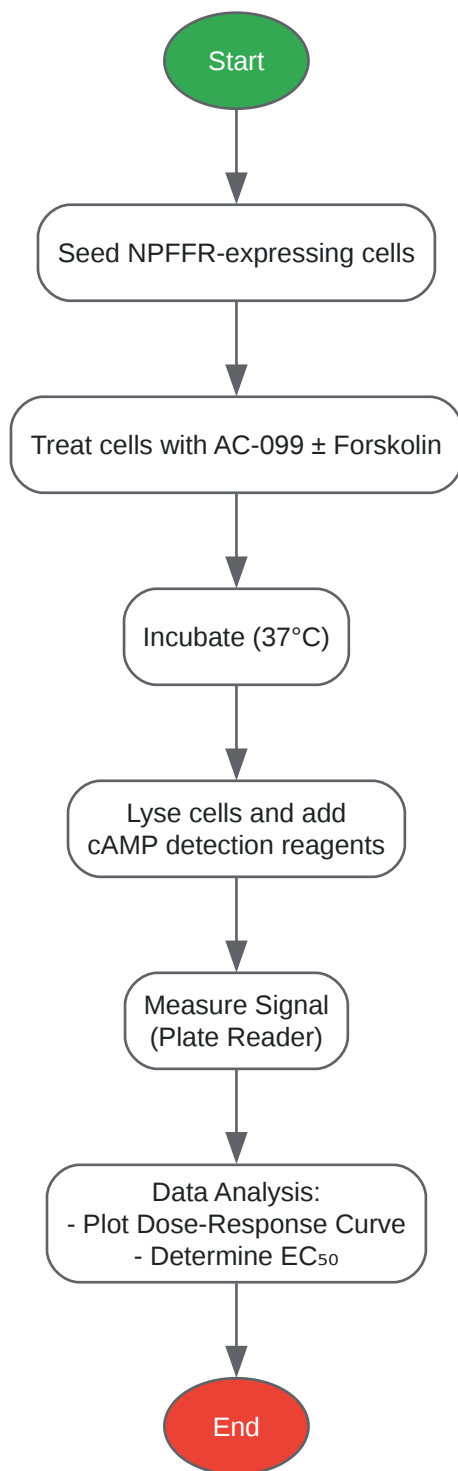 Start
Seed NPFFR-expressing cells
Treat cells with AC-099 ± Forskolin
Incubate (37°C)
Lyse cells and add
cAMP detection reagents
Measure Signal
(Plate Reader)
Data Analysis:
- Plot Dose-Response Curve
- Determine EC₅₀
End